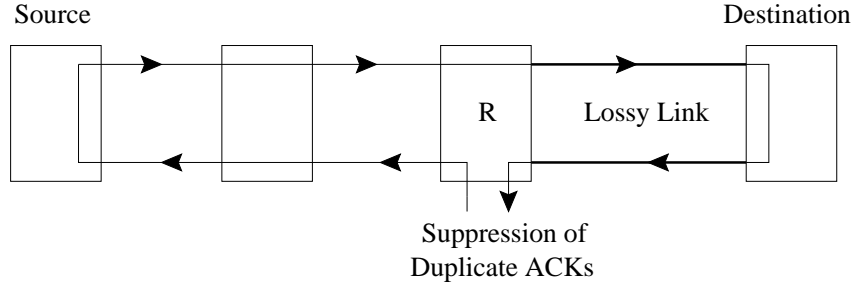 Source
Destination
R
Lossy Link
Suppression of
Duplicate ACKs